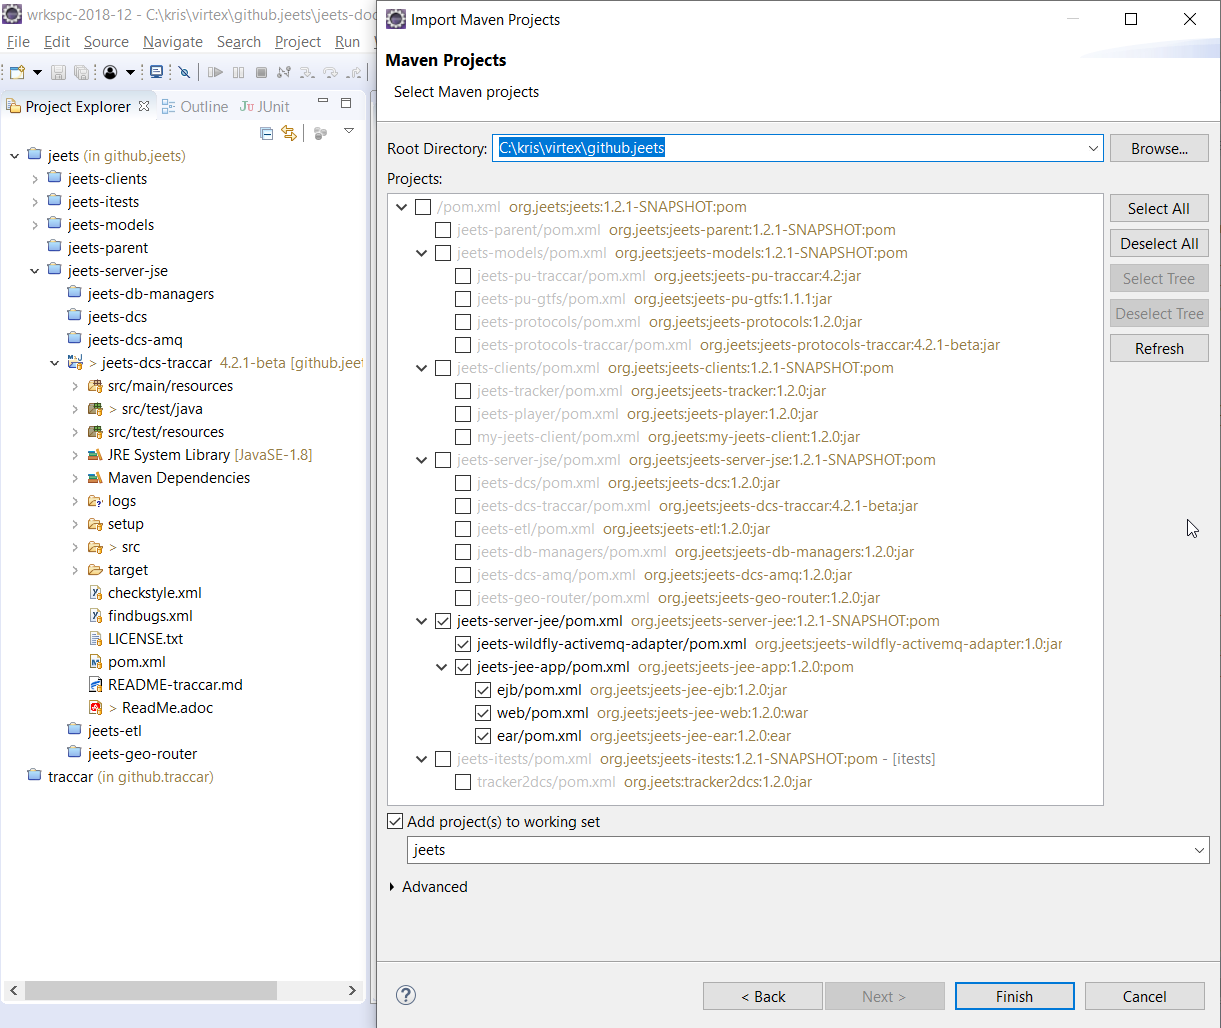 wrkspc-2018-12 - C:\kris\virtex\github.jeets\jeets-doc
File Edit Source Navigate Search Project Run
Project Explorer Outline JUnit
jeets (in github.jeets)
jeets-clients
jeets-itests
jeets-models
jeets-parent
jeets-server-jse
jeets-db-managers
jeets-dcs
jeets-dcs-amq
> jeets-dcs-traccar 4.2.1-beta [github.jeet
src/main/resources
> src/test/java
src/test/resources
JRE System Library [JavaSE-1.8]
Maven Dependencies
logs
setup
> src
target
checkstyle.xml
findbugs.xml
LICENSE.txt
pom.xml
README-traccar.md
> ReadMe.adoc
jeets-etl
jeets-geo-router
traccar (in github.traccar)
Import Maven Projects
Maven Projects
Select Maven projects
Root Directory: C:\kris\virtex\github.jeets Browse...
Projects:
/pom.xml org.jeets:jeets:1.2.1-SNAPSHOT:pom
jeets-parent/pom.xml org.jeets:jeets-parent:1.2.1-SNAPSHOT:pom
jeets-models/pom.xml org.jeets:jeets-models:1.2.1-SNAPSHOT:pom
jeets-pu-traccar/pom.xml org.jeets:jeets-pu-traccar:4.2:jar
jeets-pu-gtfs/pom.xml org.jeets:jeets-pu-gtfs:1.1.1:jar
jeets-protocols/pom.xml org.jeets:jeets-protocols:1.2.0:jar
jeets-protocols-traccar/pom.xml org.jeets:jeets-protocols-traccar:4.2.1-beta:jar
jeets-clients/pom.xml org.jeets:jeets-clients:1.2.1-SNAPSHOT:pom
jeets-tracker/pom.xml org.jeets:jeets-tracker:1.2.0:jar
jeets-player/pom.xml org.jeets:jeets-player:1.2.0:jar
my-jeets-client/pom.xml org.jeets:my-jeets-client:1.2.0:jar
jeets-server-jse/pom.xml org.jeets:jeets-server-jse:1.2.1-SNAPSHOT:pom
jeets-dcs/pom.xml org.jeets:jeets-dcs:1.2.0:jar
jeets-dcs-traccar/pom.xml org.jeets:jeets-dcs-traccar:4.2.1-beta:jar
jeets-etl/pom.xml org.jeets:jeets-etl:1.2.0:jar
jeets-db-managers/pom.xml org.jeets:jeets-db-managers:1.2.0:jar
jeets-dcs-amq/pom.xml org.jeets:jeets-dcs-amq:1.2.0:jar
jeets-geo-router/pom.xml org.jeets:jeets-geo-router:1.2.0:jar
jeets-server-jee/pom.xml org.jeets:jeets-server-jee:1.2.1-SNAPSHOT:pom
jeets-wildfly-activemq-adapter/pom.xml org.jeets:jeets-wildfly-activemq-adapter:1.0:jar
jeets-jee-app/pom.xml org.jeets:jeets-jee-app:1.2.0:pom
ejb/pom.xml org.jeets:jeets-jee-ejb:1.2.0:jar
web/pom.xml org.jeets:jeets-jee-web:1.2.0:war
ear/pom.xml org.jeets:jeets-jee-ear:1.2.0:ear
jeets-itests/pom.xml org.jeets:jeets-itests:1.2.1-SNAPSHOT:pom - [itests]
tracker2dcs/pom.xml org.jeets:tracker2dcs:1.2.0:jar
Select All
Deselect All
Select Tree
Deselect Tree
Refresh
Add project(s) to working set
jeets
Advanced
< Back Next > Finish Cancel